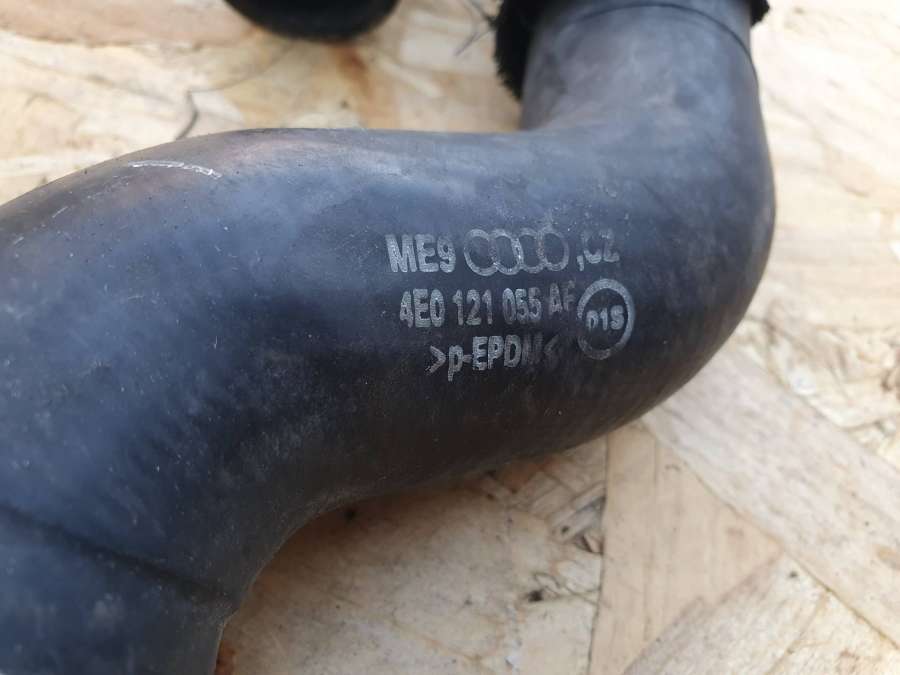 ME9 ,CZ
4E0 121 055 AF
D1S
>p-EPDM<